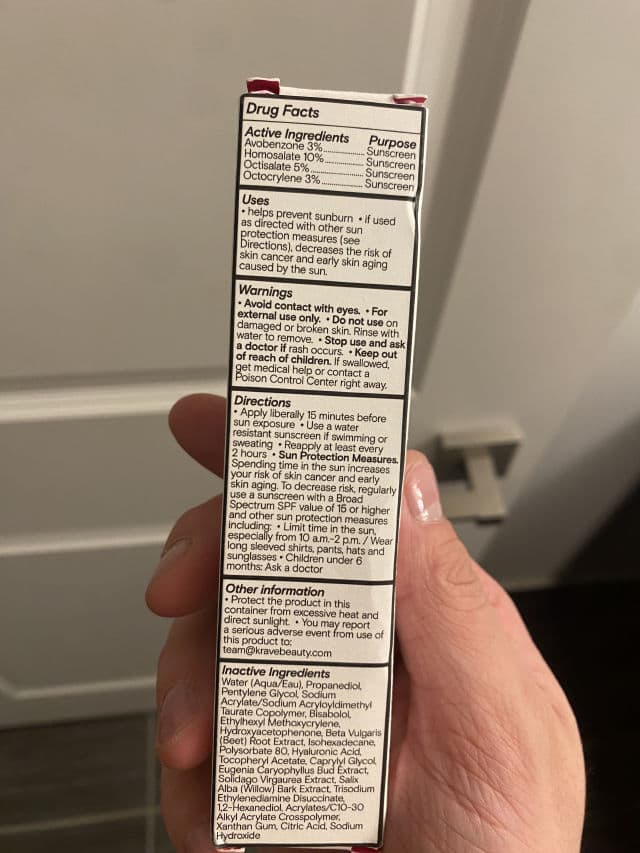 Drug Facts
Active Ingredients Purpose
Avobenzone 3%.............. Sunscreen
Homosalate 10%............. Sunscreen
Octisalate 5%................. Sunscreen
Octocrylene 3%.............. Sunscreen
Uses
• helps prevent sunburn • if used
as directed with other sun
protection measures (see
Directions), decreases the risk of
skin cancer and early skin aging
caused by the sun.
Warnings
• Avoid contact with eyes. • For
external use only. • Do not use on
damaged or broken skin. Rinse with
water to remove. • Stop use and ask
a doctor if rash occurs. • Keep out
of reach of children. If swallowed,
get medical help or contact a
Poison Control Center right away.
Directions
• Apply liberally 15 minutes before
sun exposure • Use a water
resistant sunscreen if swimming or
sweating • Reapply at least every
2 hours • Sun Protection Measures.
Spending time in the sun increases
your risk of skin cancer and early
skin aging. To decrease risk, regularly
use a sunscreen with a Broad
Spectrum SPF value of 15 or higher
and other sun protection measures
including: • Limit time in the sun,
especially from 10 a.m.-2 p.m. / Wear
long sleeved shirts, pants, hats and
sunglasses • Children under 6
months: Ask a doctor
Other information
• Protect the product in this
container from excessive heat and
direct sunlight. • You may report
a serious adverse event from use of
this product to:
team@kravebeauty.com
Inactive Ingredients
Water (Aqua/Eau), Propanediol,
Pentylene Glycol, Sodium
Acrylate/Sodium Acryloyldimethyl
Taurate Copolymer, Bisabolol,
Ethylhexyl Methoxycrylene,
Hydroxyacetophenone, Beta Vulgaris
(Beet) Root Extract, Isohexadecane,
Polysorbate 80, Hyaluronic Acid,
Tocopheryl Acetate, Caprylyl Glycol,
Eugenia Caryophyllus Bud Extract,
Solidago Virgaurea Extract, Salix
Alba (Willow) Bark Extract, Trisodium
Ethylenediamine Disuccinate,
1,2-Hexanediol, Acrylates/C10-30
Alkyl Acrylate Crosspolymer,
Xanthan Gum, Citric Acid, Sodium
Hydroxide